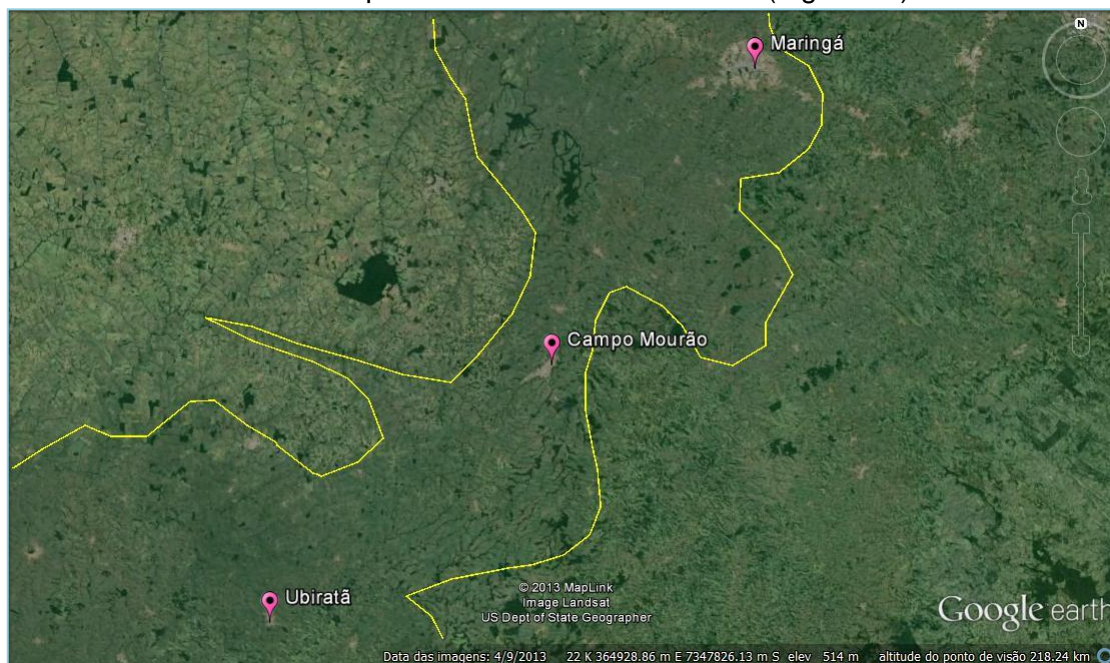 N
Maringá
Campo Mourão
Ubiratã
© 2013 MapLink
Image Landsat
US Dept of State Geographer
Google earth
Data das imagens: 4/9/2013 22 K 364928.86 m E 7347826.13 m S elev 514 m altitude do ponto de visão 218.24 km